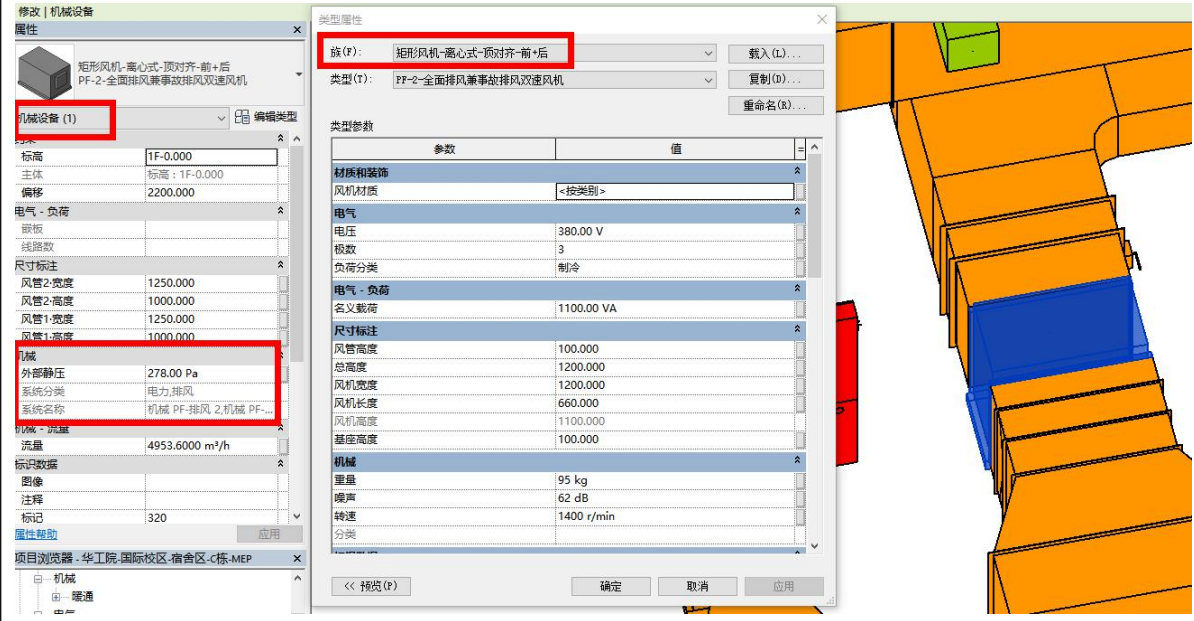 修改 | 机械设备
属性
×
矩形风机-离心式-顶对齐-前+后
PF-2-全面排风兼事故排风双速风机
机械设备 (1)
编辑类型
标高 1F-0.000
主体 标高：1F-0.000
偏移 2200.000
电气 - 负荷
嵌板
线路数
尺寸标注
风管2-宽度 1250.000
风管2-高度 1000.000
风管1-宽度 1250.000
风管1-高度 1000.000
机械
外部静压 278.00 Pa
系统分类 电力,排风
系统名称 机械 PF-排风 2,机械 PF-...
机械 - 流量
流量 4953.6000 m³/h
标识数据
图像
注释
标记 320
属性帮助 应用
项目浏览器 - 华工院-国际校区-宿舍区-C栋-MEP ×
机械
暖通
电气
类型属性 ×
族(F): 矩形风机-离心式-顶对齐-前+后 载入(L)...
类型(T): PF-2-全面排风兼事故排风双速风机 复制(D)...
重命名(R)...
类型参数
参数 值 =
材质和装饰
风机材质 <按类别>
电气
电压 380.00 V
极数 3
负荷分类 制冷
电气 - 负荷
名义载荷 1100.00 VA
尺寸标注
风管高度 100.000
总高度 1200.000
风机宽度 1200.000
风机长度 660.000
风机高度 1100.000
基座高度 100.000
机械
重量 95 kg
噪声 62 dB
转速 1400 r/min
分类
<< 预览(P) 确定 取消 应用